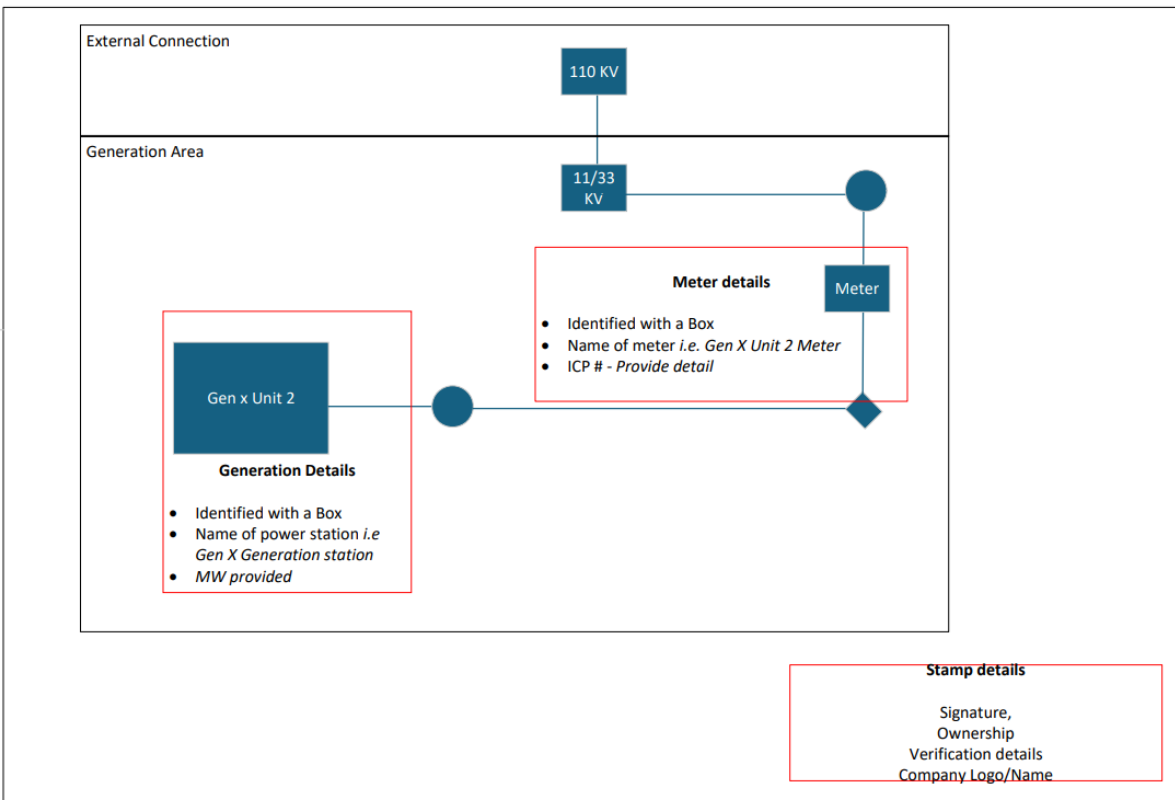 External Connection
110 KV
Generation Area
11/33
KV
Meter details
Meter
• Identified with a Box
• Name of meter i.e. Gen X Unit 2 Meter
• ICP # - Provide detail
Gen x Unit 2
Generation Details
• Identified with a Box
• Name of power station i.e
Gen X Generation station
• MW provided
Stamp details
Signature,
Ownership
Verification details
Company Logo/Name